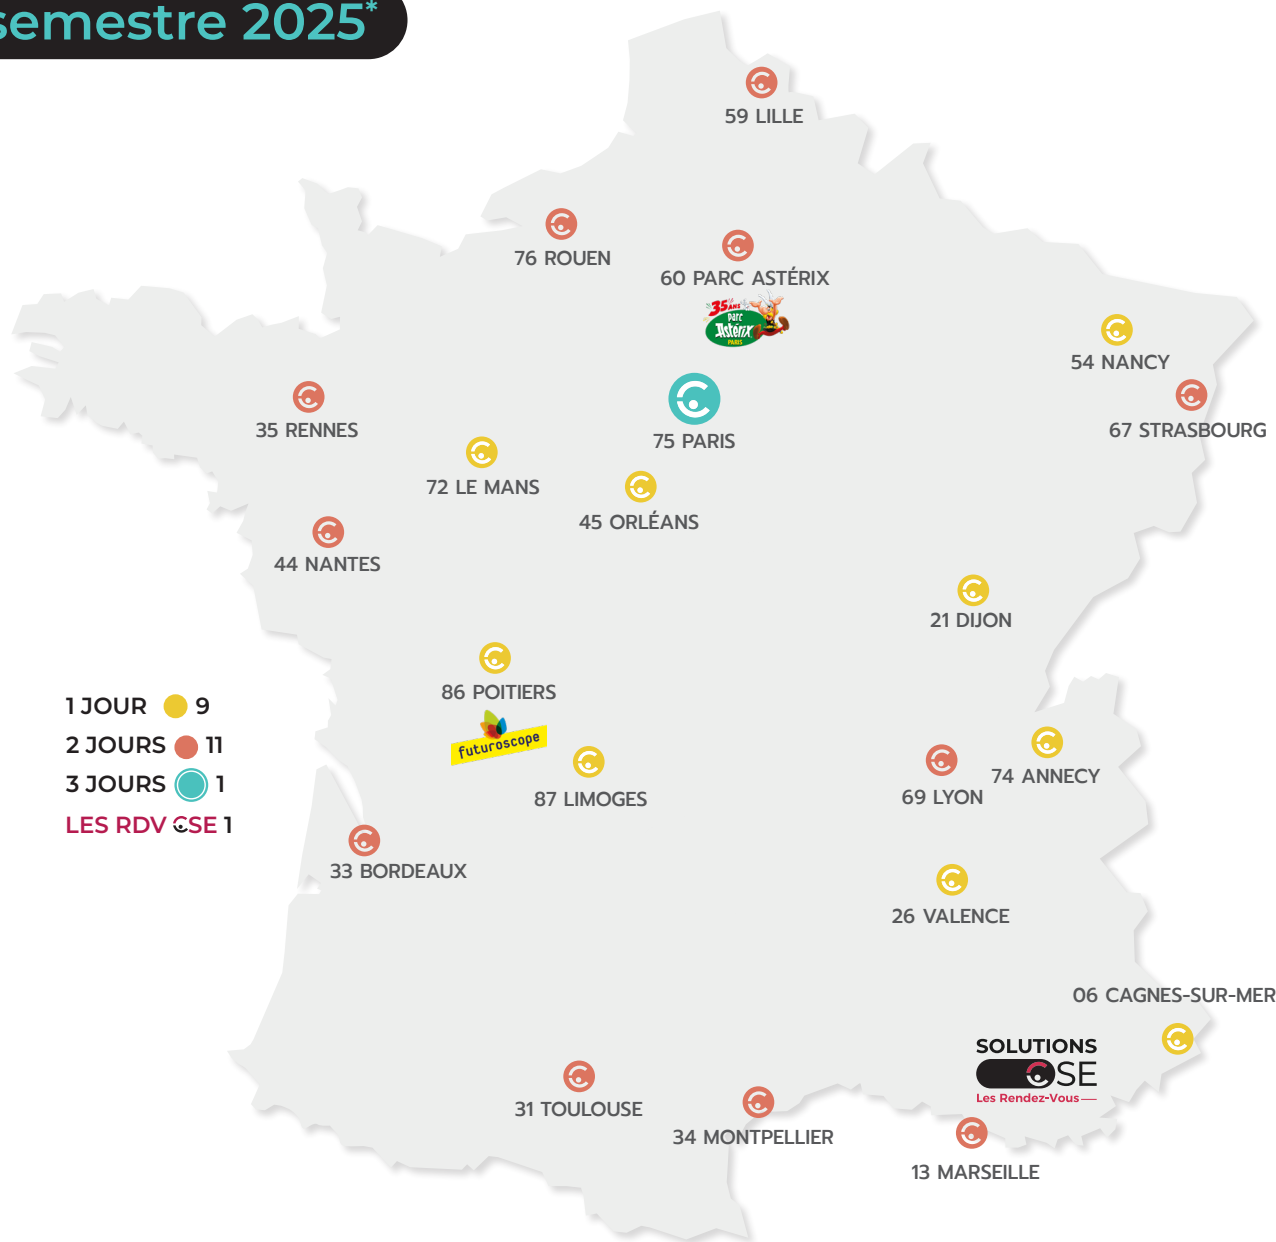 semestre 2025*
59 LILLE
76 ROUEN
60 PARC ASTÉRIX
35 ANS
Parc
Astérix
PARIS
54 NANCY
75 PARIS
35 RENNES
67 STRASBOURG
72 LE MANS
45 ORLÉANS
44 NANTES
21 DIJON
86 POITIERS
futuroscope
1 JOUR 9
2 JOURS 11
3 JOURS 1
LES RDV CSE 1
87 LIMOGES
69 LYON
74 ANNECY
33 BORDEAUX
26 VALENCE
06 CAGNES-SUR-MER
SOLUTIONS
CSE
Les Rendez-Vous
31 TOULOUSE
34 MONTPELLIER
13 MARSEILLE